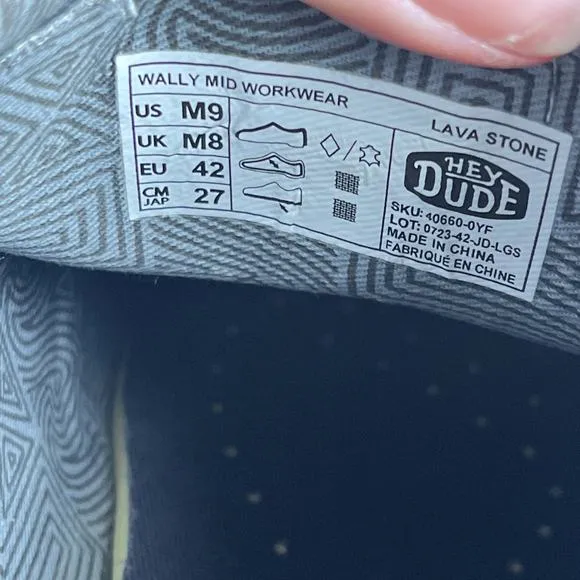 WALLY MID WORKWEAR
LAVA STONE
US M9
UK M8
EU 42
CM
JAP 27
HEY
DUDE
SKU: 40660-0YF
LOT: 0723-42-JD-LGS
MADE IN CHINA
FABRIQUÉ EN CHINE